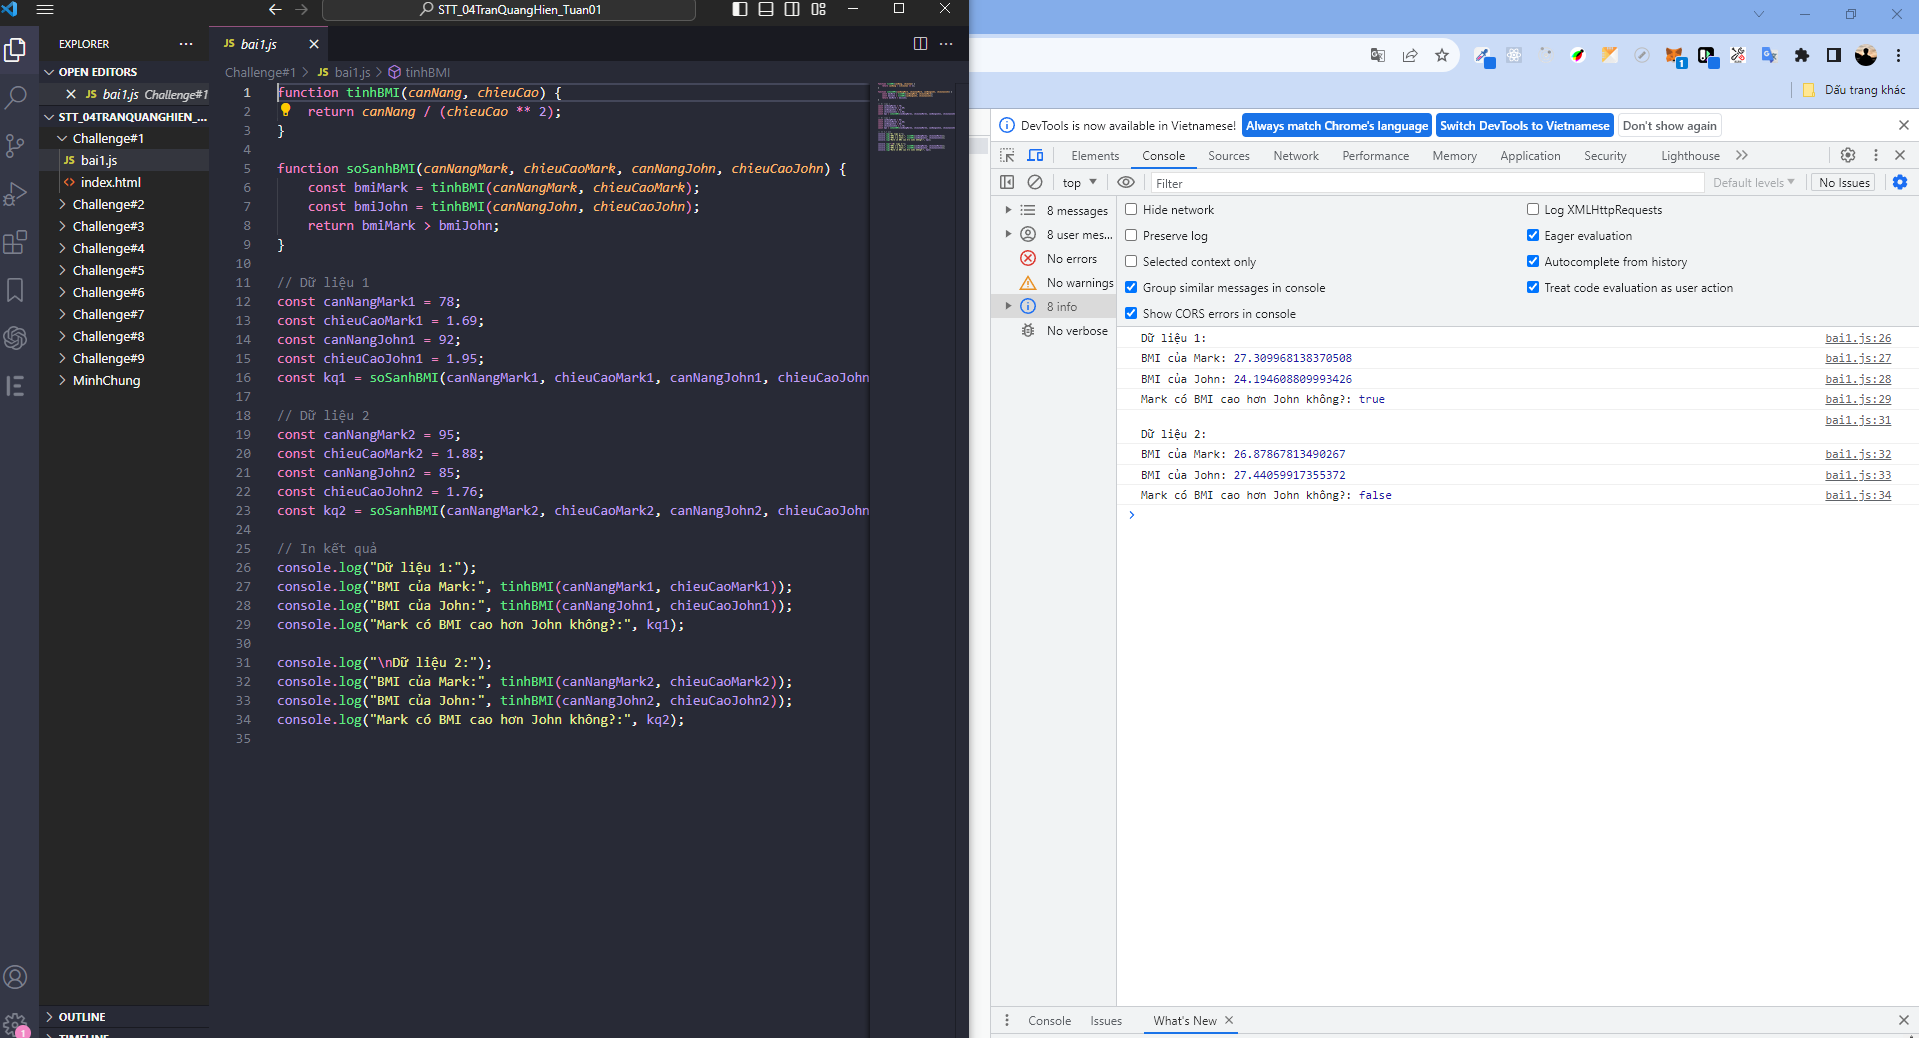 STT_04TranQuangHien_Tuan01
EXPLORER
OPEN EDITORS
JS bai1.js Challenge#1
STT_04TRANQUANGHIEN_...
Challenge#1
JS bai1.js
<> index.html
Challenge#2
Challenge#3
Challenge#4
Challenge#5
Challenge#6
Challenge#7
Challenge#8
Challenge#9
MinhChung
OUTLINE
TIMELINE
1
JS bai1.js
Challenge#1 > JS bai1.js > tinhBMI
1 function tinhBMI(canNang, chieuCao) {
2 return canNang / (chieuCao ** 2);
3 }
4
5 function soSanhBMI(canNangMark, chieuCaoMark, canNangJohn, chieuCaoJohn) {
6 const bmiMark = tinhBMI(canNangMark, chieuCaoMark);
7 const bmiJohn = tinhBMI(canNangJohn, chieuCaoJohn);
8 return bmiMark > bmiJohn;
9 }
10
11 // Dữ liệu 1
12 const canNangMark1 = 78;
13 const chieuCaoMark1 = 1.69;
14 const canNangJohn1 = 92;
15 const chieuCaoJohn1 = 1.95;
16 const kq1 = soSanhBMI(canNangMark1, chieuCaoMark1, canNangJohn1, chieuCaoJohn
17
18 // Dữ liệu 2
19 const canNangMark2 = 95;
20 const chieuCaoMark2 = 1.88;
21 const canNangJohn2 = 85;
22 const chieuCaoJohn2 = 1.76;
23 const kq2 = soSanhBMI(canNangMark2, chieuCaoMark2, canNangJohn2, chieuCaoJohn
24
25 // In kết quả
26 console.log("Dữ liệu 1:");
27 console.log("BMI của Mark:", tinhBMI(canNangMark1, chieuCaoMark1));
28 console.log("BMI của John:", tinhBMI(canNangJohn1, chieuCaoJohn1));
29 console.log("Mark có BMI cao hơn John không?:", kq1);
30
31 console.log("\nDữ liệu 2:");
32 console.log("BMI của Mark:", tinhBMI(canNangMark2, chieuCaoMark2));
33 console.log("BMI của John:", tinhBMI(canNangJohn2, chieuCaoJohn2));
34 console.log("Mark có BMI cao hơn John không?:", kq2);
35
1
Dấu trang khác
DevTools is now available in Vietnamese! Always match Chrome's language Switch DevTools to Vietnamese Don't show again
Elements Console Sources Network Performance Memory Application Security Lighthouse
top Filter Default levels No Issues
8 messages
8 user mes...
No errors
No warnings
8 info
No verbose
Hide network Log XMLHttpRequests
Preserve log Eager evaluation
Selected context only Autocomplete from history
Group similar messages in console Treat code evaluation as user action
Show CORS errors in console
Dữ liệu 1: bai1.js:26
BMI của Mark: 27.309968138370508 bai1.js:27
BMI của John: 24.194608809993426 bai1.js:28
Mark có BMI cao hơn John không?: true bai1.js:29
bai1.js:31
Dữ liệu 2:
BMI của Mark: 26.87867813490267 bai1.js:32
BMI của John: 27.44059917355372 bai1.js:33
Mark có BMI cao hơn John không?: false bai1.js:34
Console Issues What's New